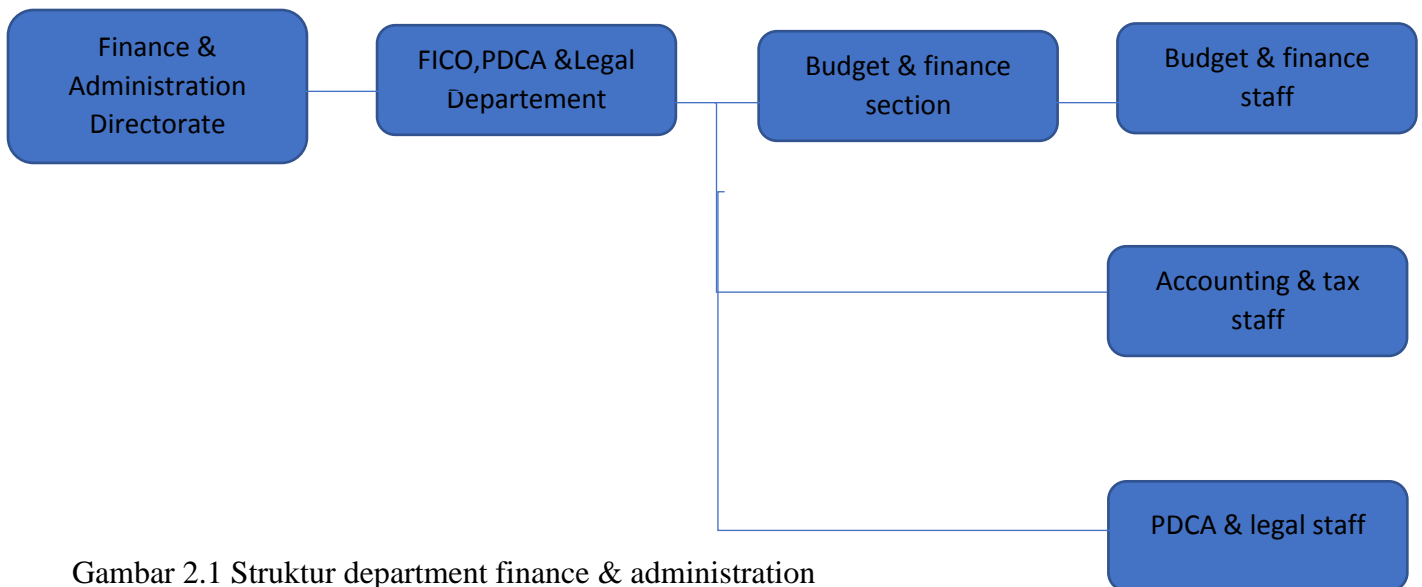 Finance &
Administration
Directorate
FICO,PDCA &Legal
Departement
Budget & finance
section
Budget & finance
staff
Accounting & tax
staff
PDCA & legal staff
Gambar 2.1 Struktur department finance & administration